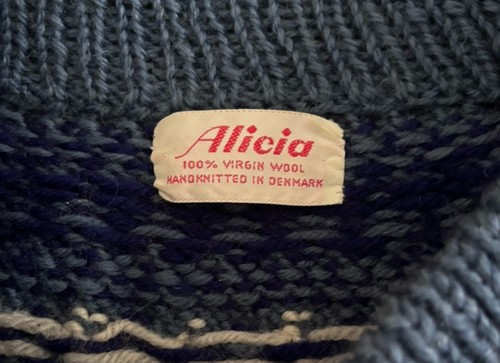 Alicia
100% VIRGIN WOOL
HANDKNITTED IN DENMARK